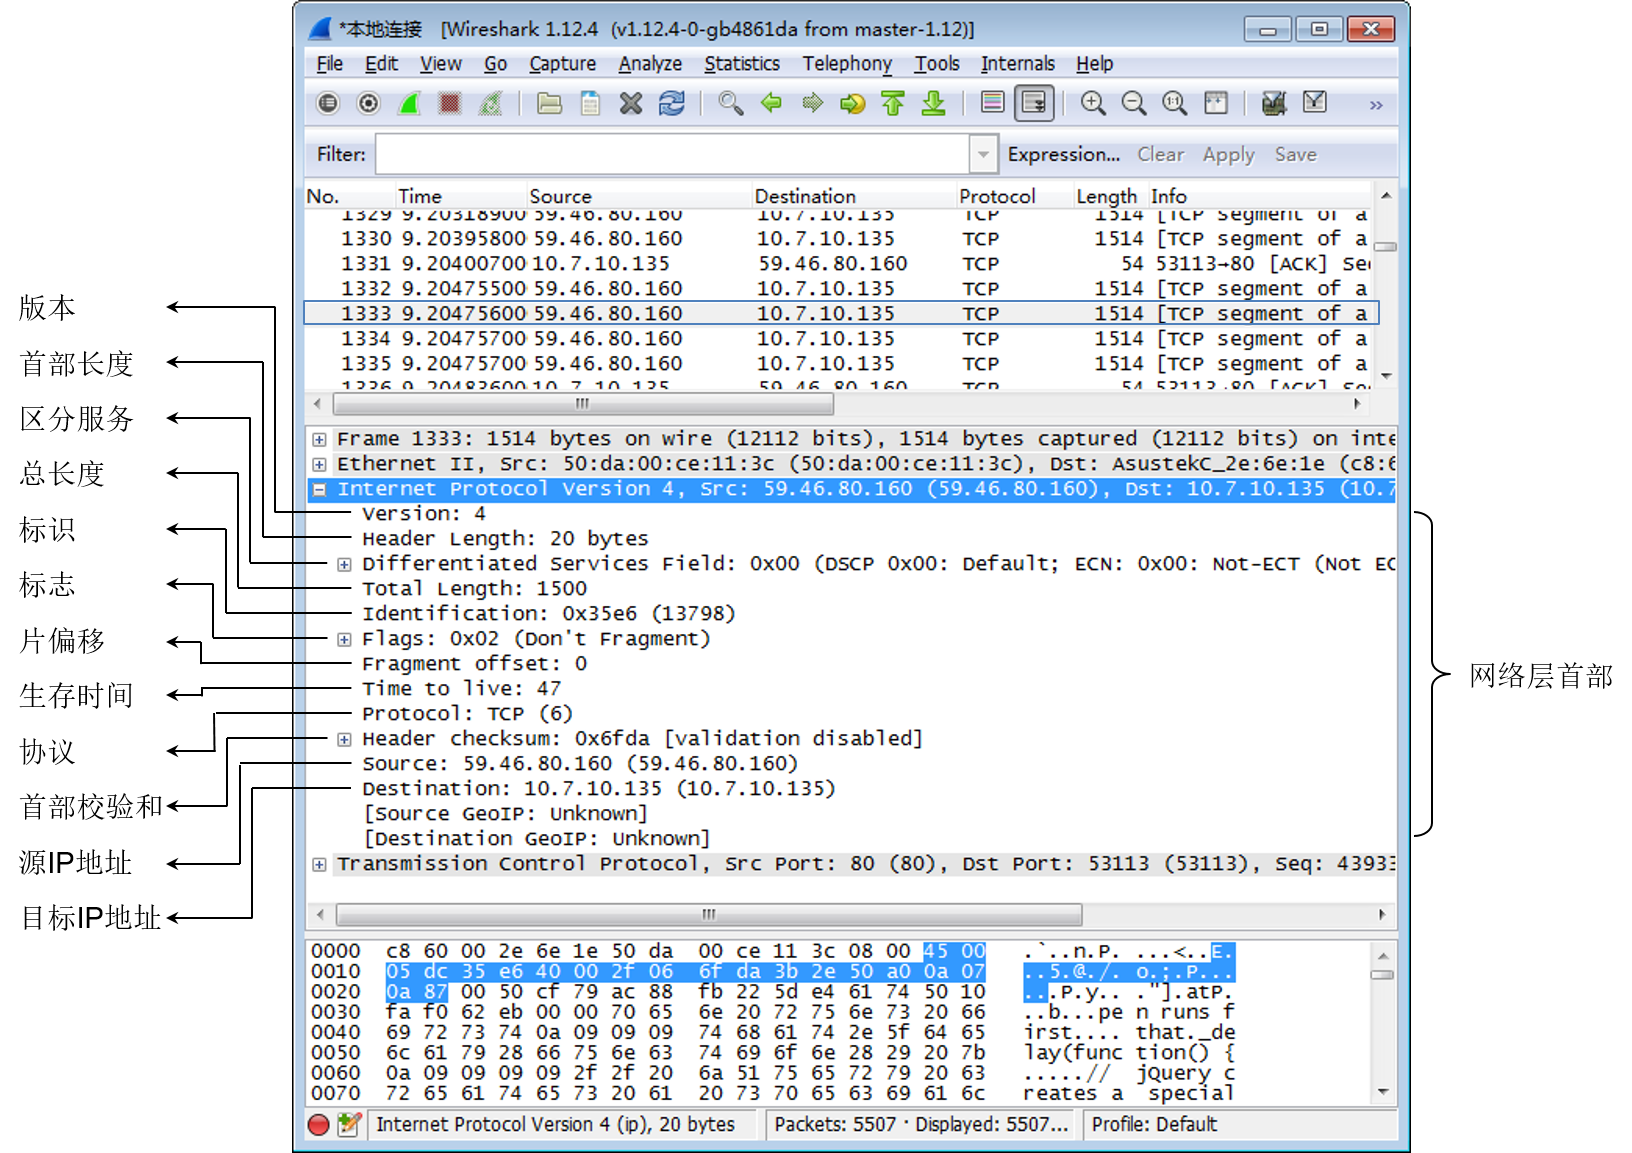 *本地连接 [Wireshark 1.12.4 (v1.12.4-0-gb4861da from master-1.12)]
File Edit View Go Capture Analyze Statistics Telephony Tools Internals Help
Filter: Expression... Clear Apply Save
No. Time Source Destination Protocol Length Info
1329 9.20318900 59.46.80.160 10.7.10.135 TCP 1514 [TCP segment of a
1330 9.20395800 59.46.80.160 10.7.10.135 TCP 1514 [TCP segment of a
1331 9.20400700 10.7.10.135 59.46.80.160 TCP 54 53113→80 [ACK] Se
1332 9.20475500 59.46.80.160 10.7.10.135 TCP 1514 [TCP segment of a
1333 9.20475600 59.46.80.160 10.7.10.135 TCP 1514 [TCP segment of a
1334 9.20475700 59.46.80.160 10.7.10.135 TCP 1514 [TCP segment of a
1335 9.20475700 59.46.80.160 10.7.10.135 TCP 1514 [TCP segment of a
1336 9.20483600 10.7.10.135 59.46.80.160 TCP 54 53113→80 [ACK] Se
版本
首部长度
区分服务
总长度
标识
标志
片偏移
生存时间
协议
首部校验和
源IP地址
目标IP地址
Frame 1333: 1514 bytes on wire (12112 bits), 1514 bytes captured (12112 bits) on inte
Ethernet II, Src: 50:da:00:ce:11:3c (50:da:00:ce:11:3c), Dst: AsustekC_2e:6e:1e (c8:6
Internet Protocol Version 4, Src: 59.46.80.160 (59.46.80.160), Dst: 10.7.10.135 (10.7
Version: 4
Header Length: 20 bytes
Differentiated Services Field: 0x00 (DSCP 0x00: Default; ECN: 0x00: Not-ECT (Not EC
Total Length: 1500
Identification: 0x35e6 (13798)
Flags: 0x02 (Don't Fragment)
Fragment offset: 0
Time to live: 47
Protocol: TCP (6)
Header checksum: 0x6fda [validation disabled]
Source: 59.46.80.160 (59.46.80.160)
Destination: 10.7.10.135 (10.7.10.135)
[Source GeoIP: Unknown]
[Destination GeoIP: Unknown]
Transmission Control Protocol, Src Port: 80 (80), Dst Port: 53113 (53113), Seq: 43933
网络层首部
0000 c8 60 00 2e 6e 1e 50 da 00 ce 11 3c 08 00 45 00 .`..n.P. ...<..E.
0010 05 dc 35 e6 40 00 2f 06 6f da 3b 2e 50 a0 0a 07 ..5.@./. o.;.P...
0020 0a 87 00 50 cf 79 ac 88 fb 22 5d e4 61 74 50 10 ...P.y.. ."].atP.
0030 fa f0 62 eb 00 00 70 65 6e 20 72 75 6e 73 20 66 ..b...pe n runs f
0040 69 72 73 74 0a 09 09 09 74 68 61 74 2e 5f 64 65 irst.... that._de
0050 6c 61 79 28 66 75 6e 63 74 69 6f 6e 28 29 20 7b lay(func tion() {
0060 0a 09 09 09 09 2f 2f 20 6a 51 75 65 72 79 20 63 .....// jQuery c
0070 72 65 61 74 65 73 20 61 20 73 70 65 63 69 61 6c reates a special
Internet Protocol Version 4 (ip), 20 bytes Packets: 5507 · Displayed: 5507... Profile: Default